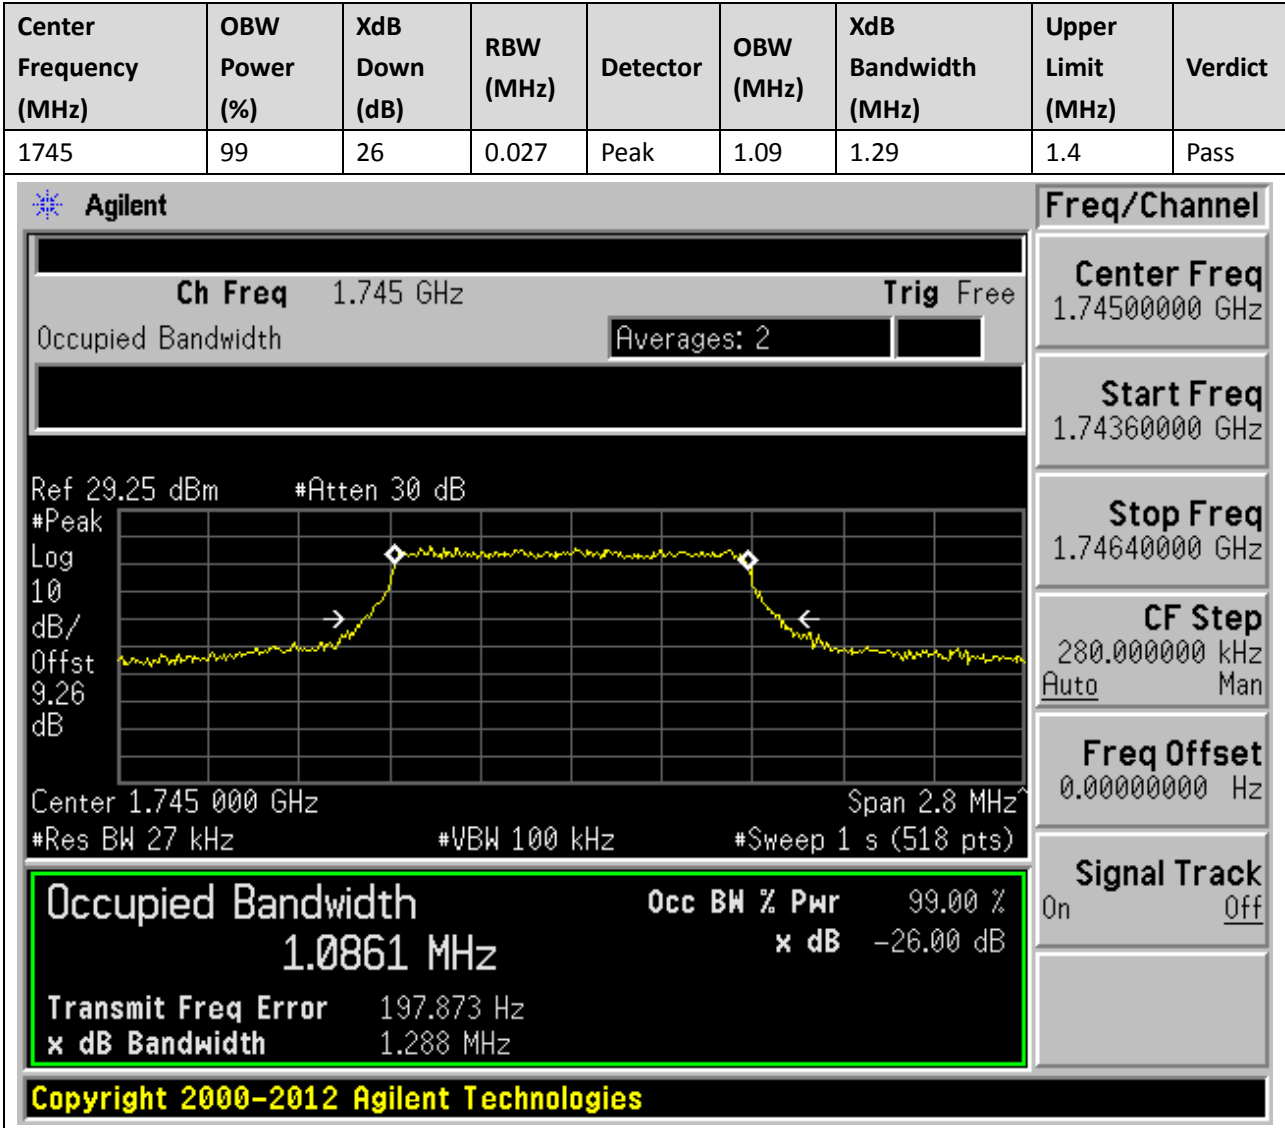 Center Frequency (MHz) OBW Power (%) XdB Down (dB) RBW (MHz) Detector OBW (MHz) XdB Bandwidth (MHz) Upper Limit (MHz) Verdict
1745 99 26 0.027 Peak 1.09 1.29 1.4 Pass
Agilent
Freq/Channel
Ch Freq 1.745 GHz Trig Free
Occupied Bandwidth Averages: 2
Center Freq
1.74500000 GHz
Start Freq
1.74360000 GHz
Stop Freq
1.74640000 GHz
CF Step
280.000000 kHz
Auto Man
Freq Offset
0.00000000 Hz
Signal Track
On Off
Ref 29.25 dBm #Atten 30 dB
#Peak
Log
10
dB/
Offst
9.26
dB
Center 1.745 000 GHz Span 2.8 MHz^
#Res BW 27 kHz #VBW 100 kHz #Sweep 1 s (518 pts)
Occupied Bandwidth Occ BW % Pwr 99.00 %
1.0861 MHz x dB -26.00 dB
Transmit Freq Error 197.873 Hz
x dB Bandwidth 1.288 MHz
Copyright 2000-2012 Agilent Technologies